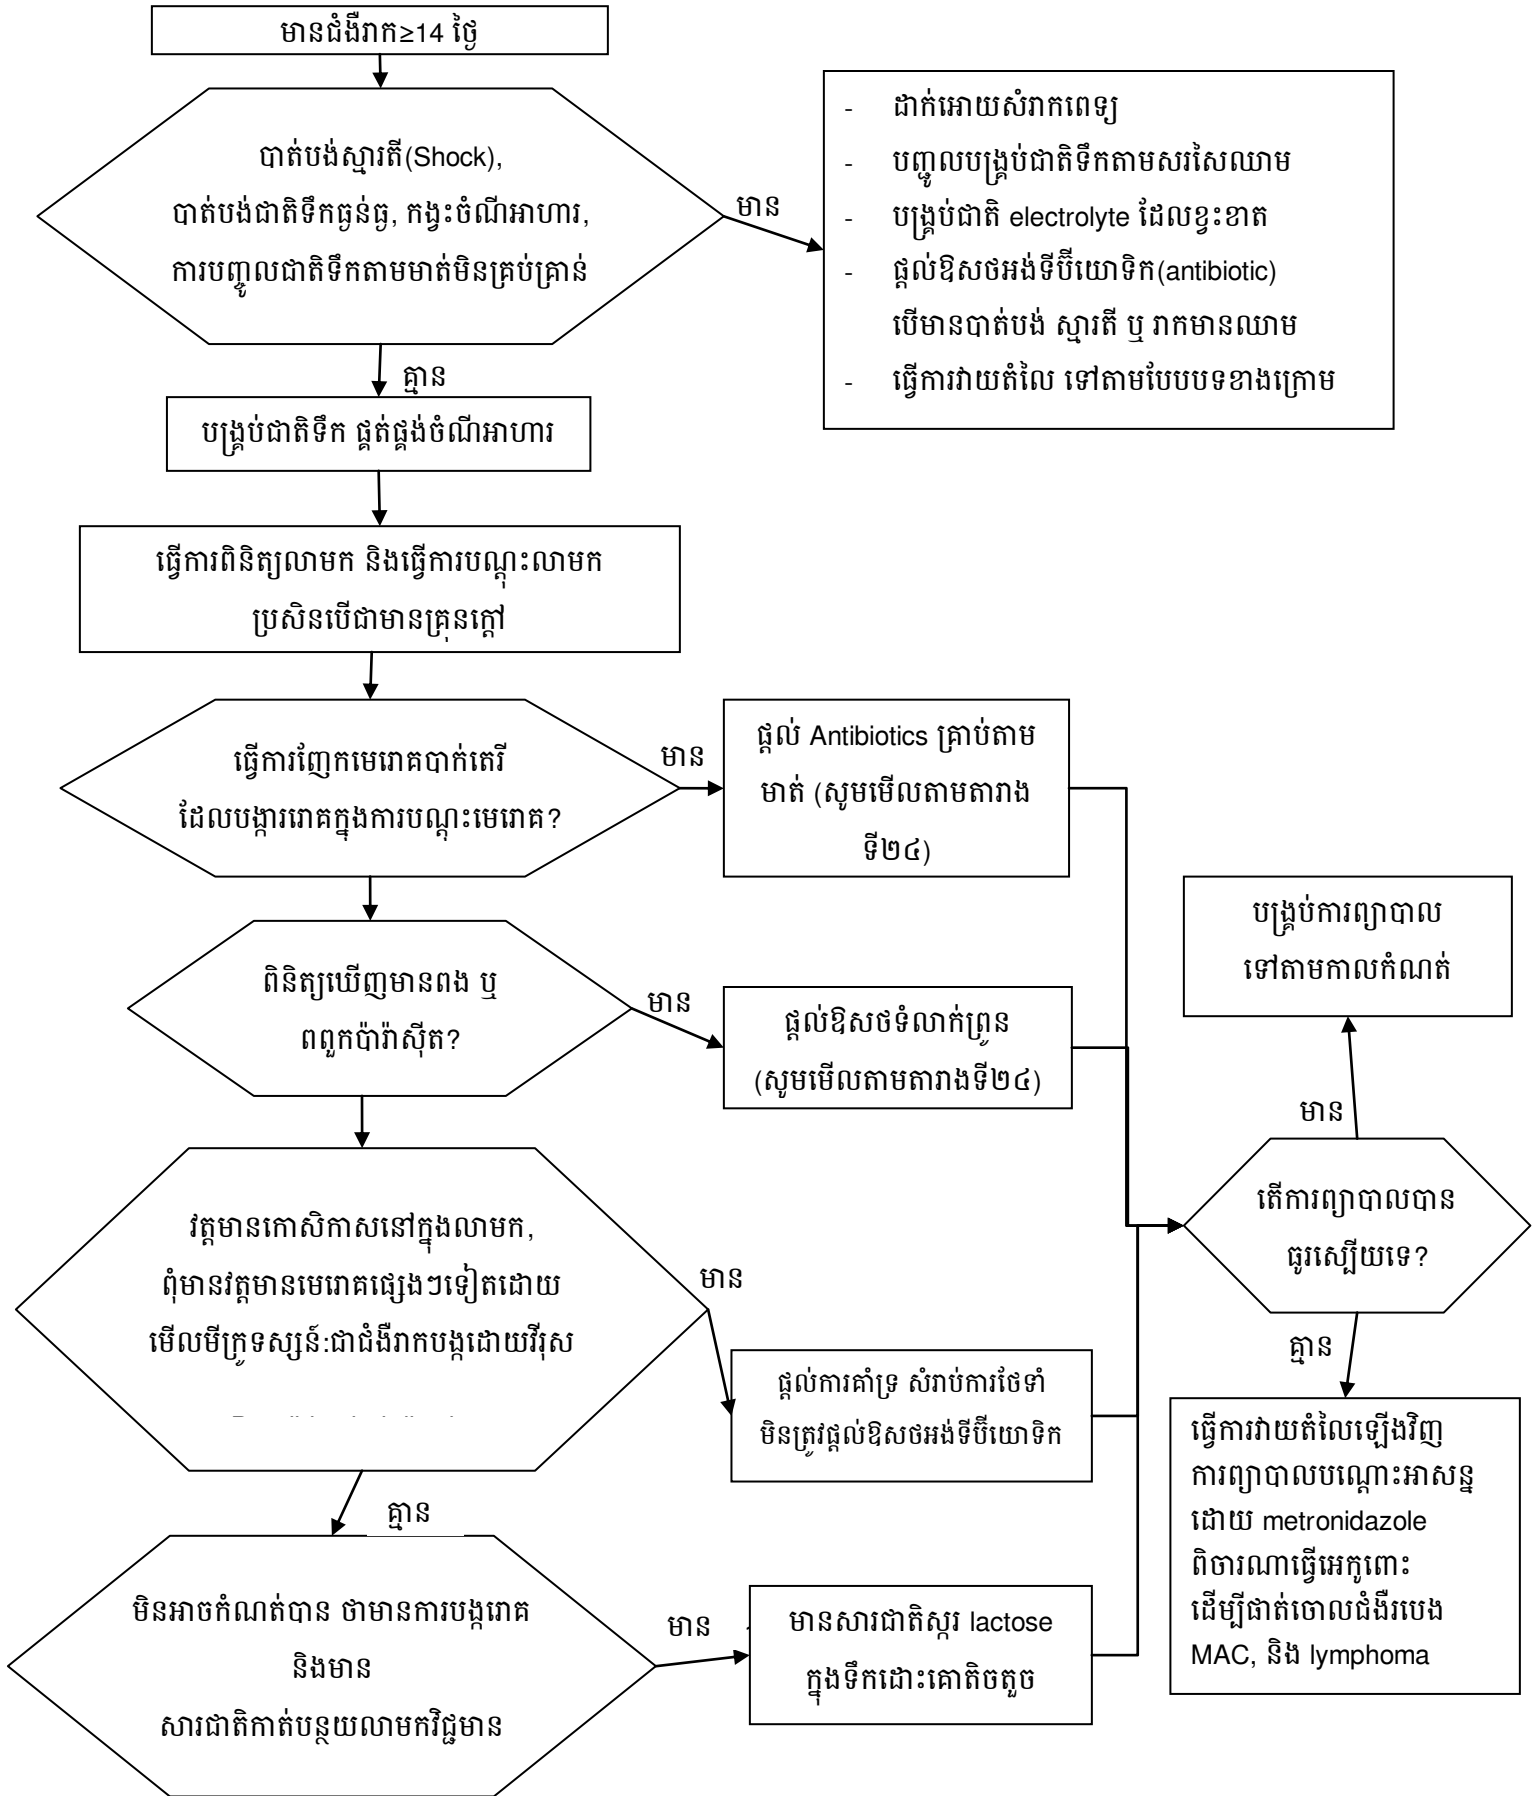 មានជំងឺរាក≥14 ថ្ងៃ
បាត់បង់ស្មារតី(Shock),
បាត់បង់ជាតិទឹកធ្ងន់ធ្ងរ, កង្វះចំណីអាហារ,
ការបញ្ចូលជាតិទឹកតាមមាត់មិនគ្រប់គ្រាន់
មាន
- ដាក់អោយសំរាកពេទ្យ
- បញ្ចូលបង្គ្រប់ជាតិទឹកតាមសរសៃឈាម
- បង្គ្រប់ជាតិ electrolyte ដែលខ្វះខាត
- ផ្តល់ឱសថអង់ទីប៊ីយោទិក(antibiotic)
បើមានបាត់បង់ ស្មារតី ឬ រាកមានឈាម
- ធ្វើការវាយតំលៃ ទៅតាមបែបបទខាងក្រោម
គ្មាន
បង្គ្រប់ជាតិទឹក ផ្គត់ផ្គង់ចំណីអាហារ
ធ្វើការពិនិត្យលាមក និងធ្វើការបណ្តុះលាមក
ប្រសិនបើជាមានគ្រុនក្តៅ
ធ្វើការញែកមេរោគបាក់តេរី
ដែលបង្ការរោគក្នុងការបណ្តុះមេរោគ?
មាន
ផ្តល់ Antibiotics គ្រាប់តាម
មាត់ (សូមមើលតាមតារាង
ទី២៤)
ពិនិត្យឃើញមានពង ឬ
ពពួកប៉ារ៉ាស៊ីត?
មាន
ផ្តល់ឱសថទំលាក់ព្រូន
(សូមមើលតាមតារាងទី២៤)
វត្តមានកោសិកាសនៅក្នុងលាមក,
ពុំមានវត្តមានមេរោគផ្សេងៗទៀតដោយ
មើលមីក្រូទស្សន៍:ជាជំងឺរាកបង្កដោយវីរុស
មាន
ផ្តល់ការគាំទ្រ សំរាប់ការថែទាំ
មិនត្រូវផ្តល់ឱសថអង់ទីប៊ីយោទិក
គ្មាន
មិនអាចកំណត់បាន ថាមានការបង្ករោគ
និងមាន
សារជាតិកាត់បន្ថយលាមកវិជ្ជមាន
មាន
មានសារជាតិស្ករ lactose
ក្នុងទឹកដោះគោតិចតួច
តើការព្យាបាលបាន
ធូរស្បើយទេ?
មាន
បង្គ្រប់ការព្យាបាល
ទៅតាមកាលកំណត់
គ្មាន
ធ្វើការវាយតំលៃឡើងវិញ
ការព្យាបាលបណ្តោះអាសន្ន
ដោយ metronidazole
ពិចារណាធ្វើអេកូពោះ
ដើម្បីផាត់ចោលជំងឺរបេង
MAC, និង lymphoma